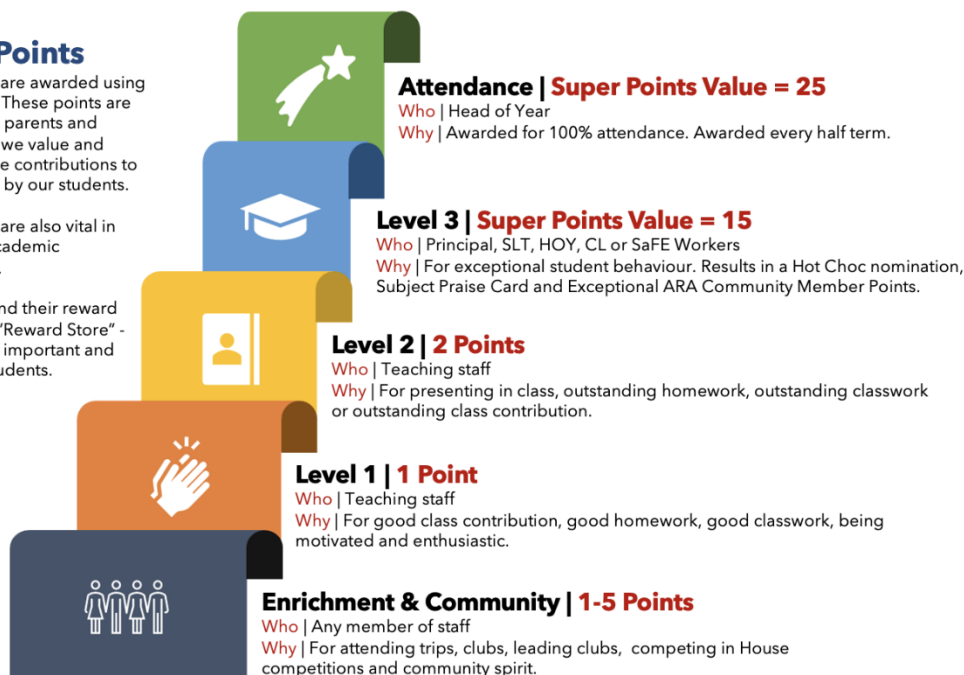 Points
are awarded using
These points are
parents and
we value and
e contributions to
by our students.
are also vital in
cademic
nd their reward
"Reward Store" -
important and
udents.
Attendance | Super Points Value = 25
Who | Head of Year
Why | Awarded for 100% attendance. Awarded every half term.
Level 3 | Super Points Value = 15
Who | Principal, SLT, HOY, CL or SaFE Workers
Why | For exceptional student behaviour. Results in a Hot Choc nomination,
Subject Praise Card and Exceptional ARA Community Member Points.
Level 2 | 2 Points
Who | Teaching staff
Why | For presenting in class, outstanding homework, outstanding classwork
or outstanding class contribution.
Level 1 | 1 Point
Who | Teaching staff
Why | For good class contribution, good homework, good classwork, being
motivated and enthusiastic.
Enrichment & Community | 1-5 Points
Who | Any member of staff
Why | For attending trips, clubs, leading clubs, competing in House
competitions and community spirit.